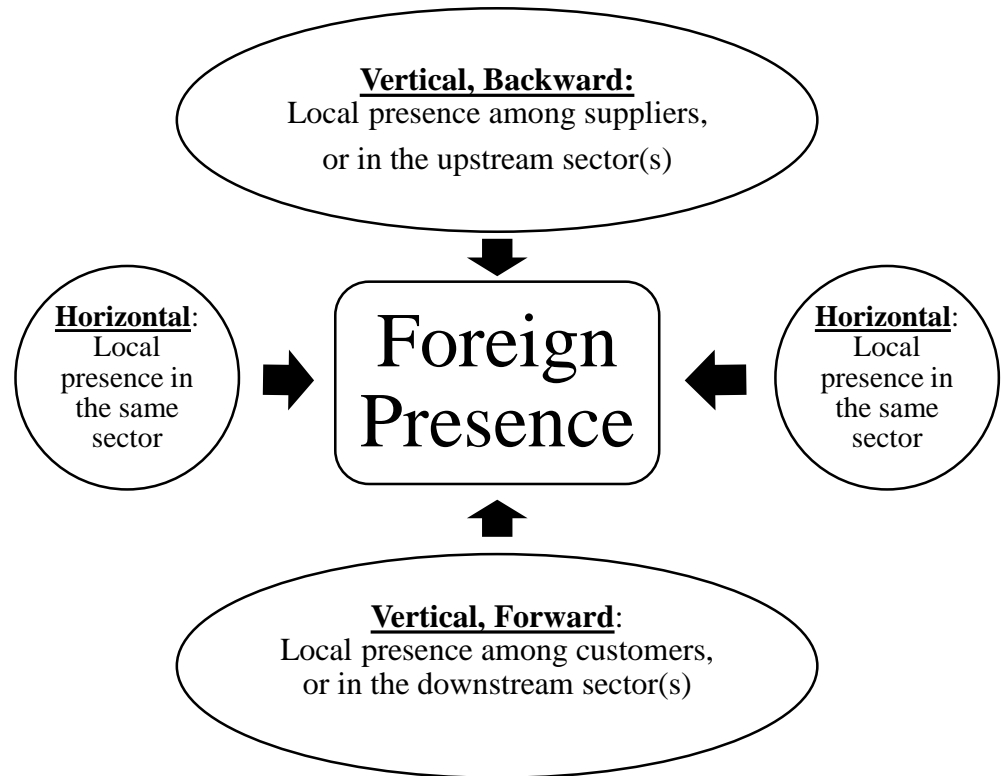 Vertical, Backward:
Local presence among suppliers,
or in the upstream sector(s)
Horizontal:
Local
presence in
the same
sector
Foreign
Presence
Horizontal:
Local
presence in
the same
sector
Vertical, Forward:
Local presence among customers,
or in the downstream sector(s)